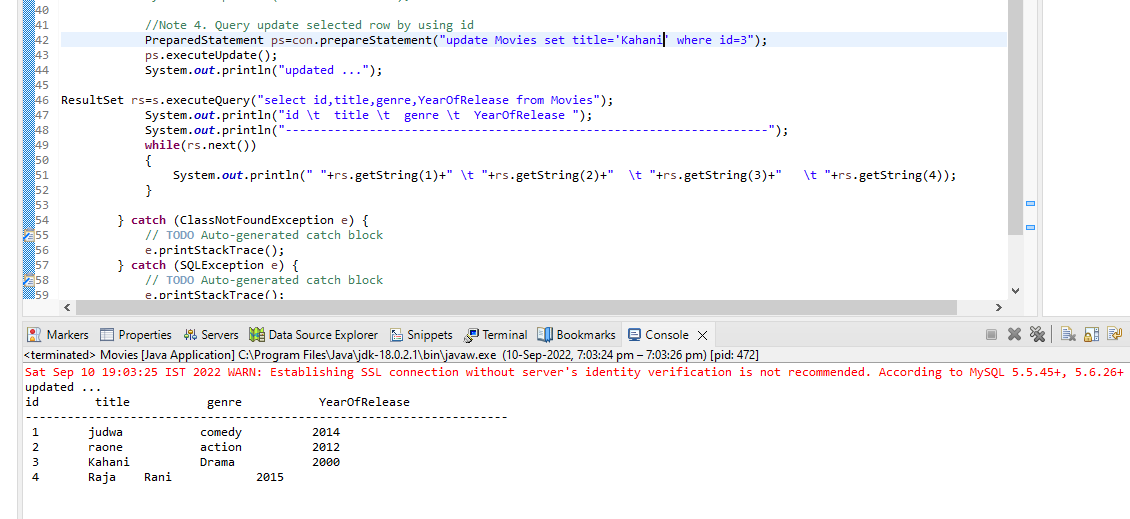 40
41 //Note 4. Query update selected row by using id
42 PreparedStatement ps=con.prepareStatement("update Movies set title='Kahani' where id=3");
43 ps.executeUpdate();
44 System.out.println("updated ...");
45
46 ResultSet rs=s.executeQuery("select id,title,genre,YearOfRelease from Movies");
47 System.out.println("id \t  title \t  genre \t  YearOfRelease ");
48 System.out.println("--------------------------------------------------------------------");
49 while(rs.next())
50 {
51 System.out.println(" "+rs.getString(1)+" \t "+rs.getString(2)+"  \t "+rs.getString(3)+"   \t "+rs.getString(4));
52 }
53
54 } catch (ClassNotFoundException e) {
55 // TODO Auto-generated catch block
56 e.printStackTrace();
57 } catch (SQLException e) {
58 // TODO Auto-generated catch block
59 e.printStackTrace();
Markers Properties Servers Data Source Explorer Snippets Terminal Bookmarks Console
<terminated> Movies [Java Application] C:\Program Files\Java\jdk-18.0.2.1\bin\javaw.exe (10-Sep-2022, 7:03:24 pm – 7:03:26 pm) [pid: 472]
Sat Sep 10 19:03:25 IST 2022 WARN: Establishing SSL connection without server's identity verification is not recommended. According to MySQL 5.5.45+, 5.6.26+
updated ...
id title genre YearOfRelease
--------------------------------------------------------------------
1 judwa comedy 2014
2 raone action 2012
3 Kahani Drama 2000
4 Raja Rani 2015